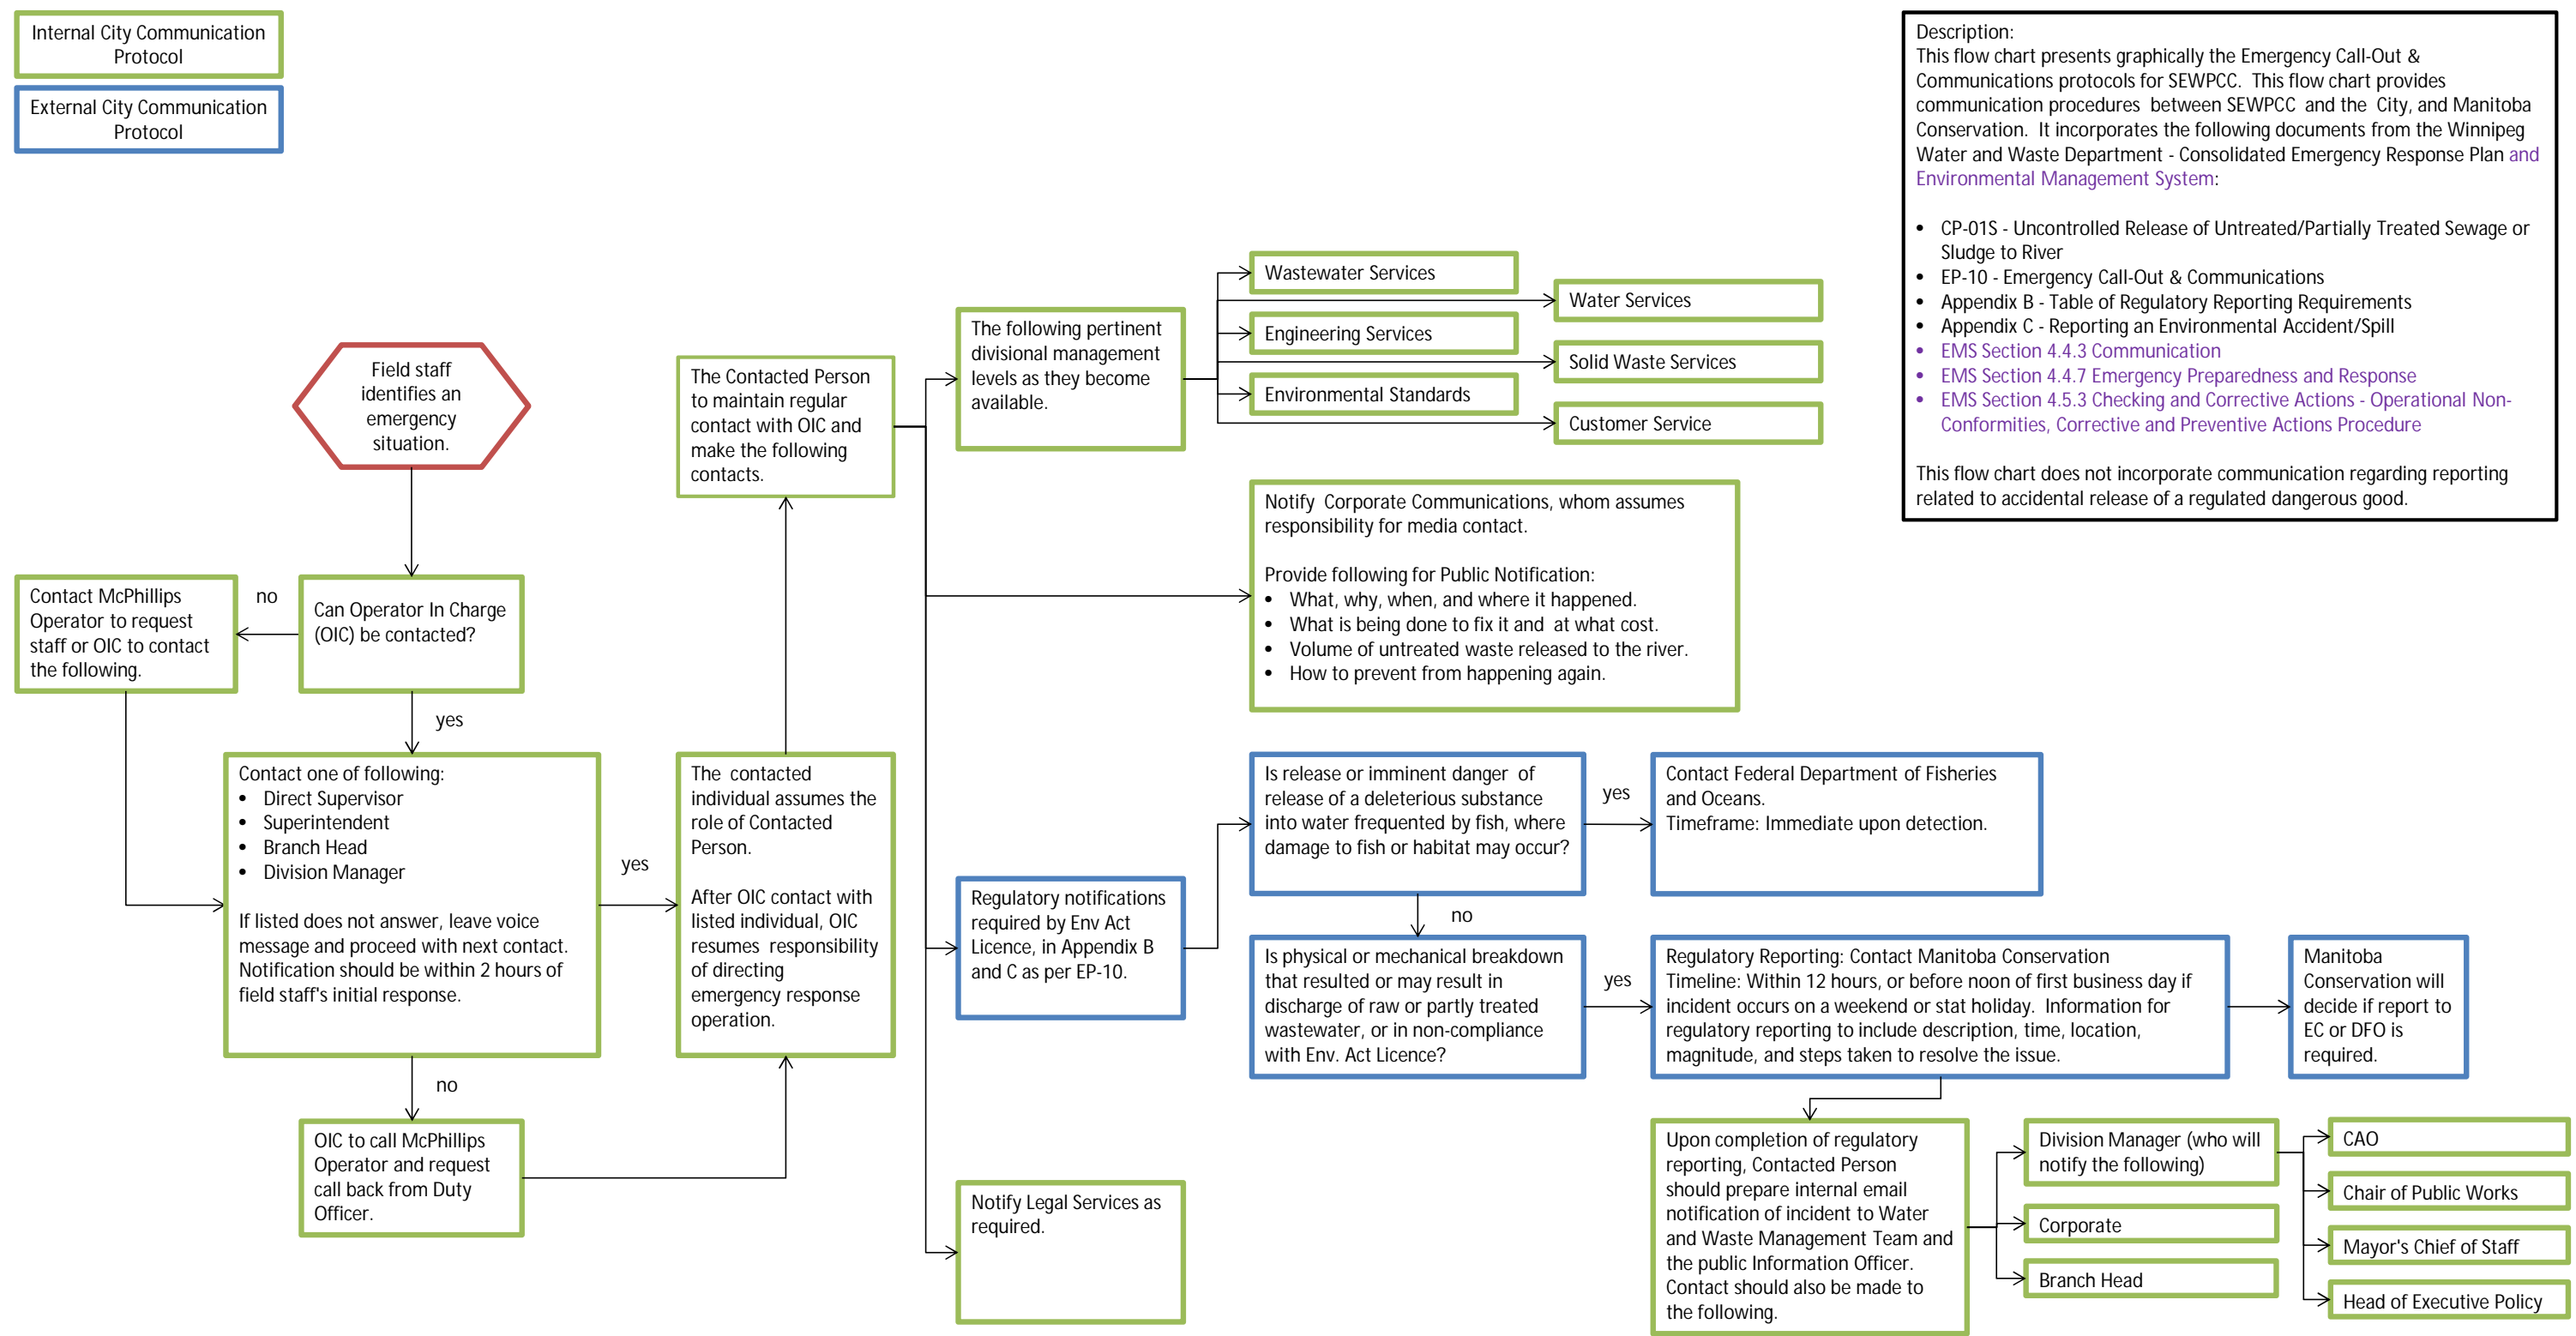 Internal City Communication
Protocol
External City Communication
Protocol
Description:
This flow chart presents graphically the Emergency Call-Out &
Communications protocols for SEWPCC. This flow chart provides
communication procedures between SEWPCC and the City, and Manitoba
Conservation. It incorporates the following documents from the Winnipeg
Water and Waste Department - Consolidated Emergency Response Plan and
Environmental Management System:
• CP-01S - Uncontrolled Release of Untreated/Partially Treated Sewage or
Sludge to River
• EP-10 - Emergency Call-Out & Communications
• Appendix B - Table of Regulatory Reporting Requirements
• Appendix C - Reporting an Environmental Accident/Spill
• EMS Section 4.4.3 Communication
• EMS Section 4.4.7 Emergency Preparedness and Response
• EMS Section 4.5.3 Checking and Corrective Actions - Operational Non-
Conformities, Corrective and Preventive Actions Procedure
This flow chart does not incorporate communication regarding reporting
related to accidental release of a regulated dangerous good.
Field staff
identifies an
emergency
situation.
Can Operator In Charge
(OIC) be contacted?
no
Contact McPhillips
Operator to request
staff or OIC to contact
the following.
yes
Contact one of following:
• Direct Supervisor
• Superintendent
• Branch Head
• Division Manager
If listed does not answer, leave voice
message and proceed with next contact.
Notification should be within 2 hours of
field staff's initial response.
no
OIC to call McPhillips
Operator and request
call back from Duty
Officer.
yes
The contacted
individual assumes the
role of Contacted
Person.
After OIC contact with
listed individual, OIC
resumes responsibility
of directing
emergency response
operation.
The Contacted Person
to maintain regular
contact with OIC and
make the following
contacts.
The following pertinent
divisional management
levels as they become
available.
Wastewater Services
Water Services
Engineering Services
Solid Waste Services
Environmental Standards
Customer Service
Notify Corporate Communications, whom assumes
responsibility for media contact.
Provide following for Public Notification:
• What, why, when, and where it happened.
• What is being done to fix it and at what cost.
• Volume of untreated waste released to the river.
• How to prevent from happening again.
Regulatory notifications
required by Env Act
Licence, in Appendix B
and C as per EP-10.
Is release or imminent danger of
release of a deleterious substance
into water frequented by fish, where
damage to fish or habitat may occur?
yes
Contact Federal Department of Fisheries
and Oceans.
Timeframe: Immediate upon detection.
no
Is physical or mechanical breakdown
that resulted or may result in
discharge of raw or partly treated
wastewater, or in non-compliance
with Env. Act Licence?
yes
Regulatory Reporting: Contact Manitoba Conservation
Timeline: Within 12 hours, or before noon of first business day if
incident occurs on a weekend or stat holiday. Information for
regulatory reporting to include description, time, location,
magnitude, and steps taken to resolve the issue.
Manitoba
Conservation will
decide if report to
EC or DFO is
required.
Notify Legal Services as
required.
Upon completion of regulatory
reporting, Contacted Person
should prepare internal email
notification of incident to Water
and Waste Management Team and
the public Information Officer.
Contact should also be made to
the following.
Division Manager (who will
notify the following)
Corporate
Branch Head
CAO
Chair of Public Works
Mayor's Chief of Staff
Head of Executive Policy